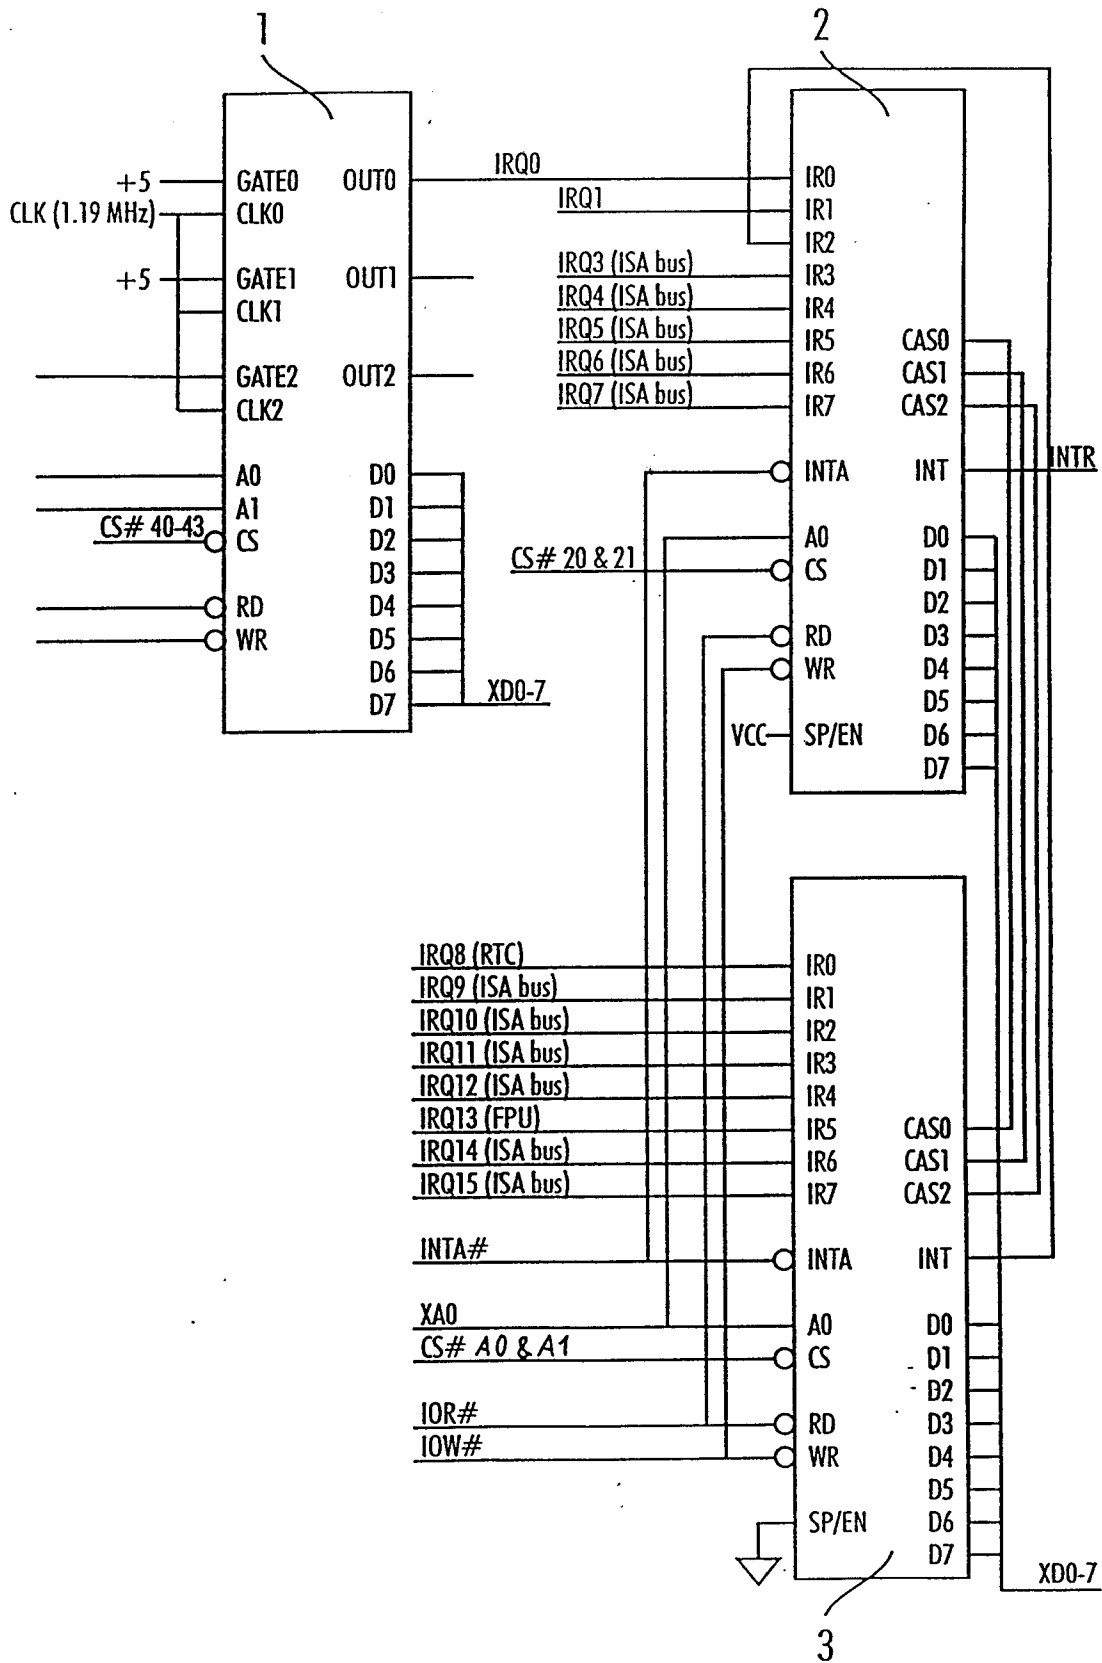 1
2
+5
GATE0
OUT0
IRQ0
IR0
CLK (1.19 MHz)
CLK0
IRQ1
IR1
IR2
+5
GATE1
OUT1
IRQ3 (ISA bus)
IR3
CLK1
IRQ4 (ISA bus)
IR4
IRQ5 (ISA bus)
IR5
CAS0
GATE2
OUT2
IRQ6 (ISA bus)
IR6
CAS1
CLK2
IRQ7 (ISA bus)
IR7
CAS2
A0
D0
INTA
INT
INTR
A1
D1
CS# 40-43
CS
D2
A0
D0
D3
CS# 20 & 21
CS
D1
RD
D4
D2
WR
D5
RD
D3
D6
WR
D4
D7
XD0-7
D5
VCC
SP/EN
D6
D7
IRQ8 (RTC)
IR0
IRQ9 (ISA bus)
IR1
IRQ10 (ISA bus)
IR2
IRQ11 (ISA bus)
IR3
IRQ12 (ISA bus)
IR4
IRQ13 (FPU)
IR5
CAS0
IRQ14 (ISA bus)
IR6
CAS1
IRQ15 (ISA bus)
IR7
CAS2
INTA#
INTA
INT
XA0
A0
D0
CS# A0 & A1
CS
D1
D2
IOR#
RD
D3
IOW#
WR
D4
D5
SP/EN
D6
D7
XD0-7
3